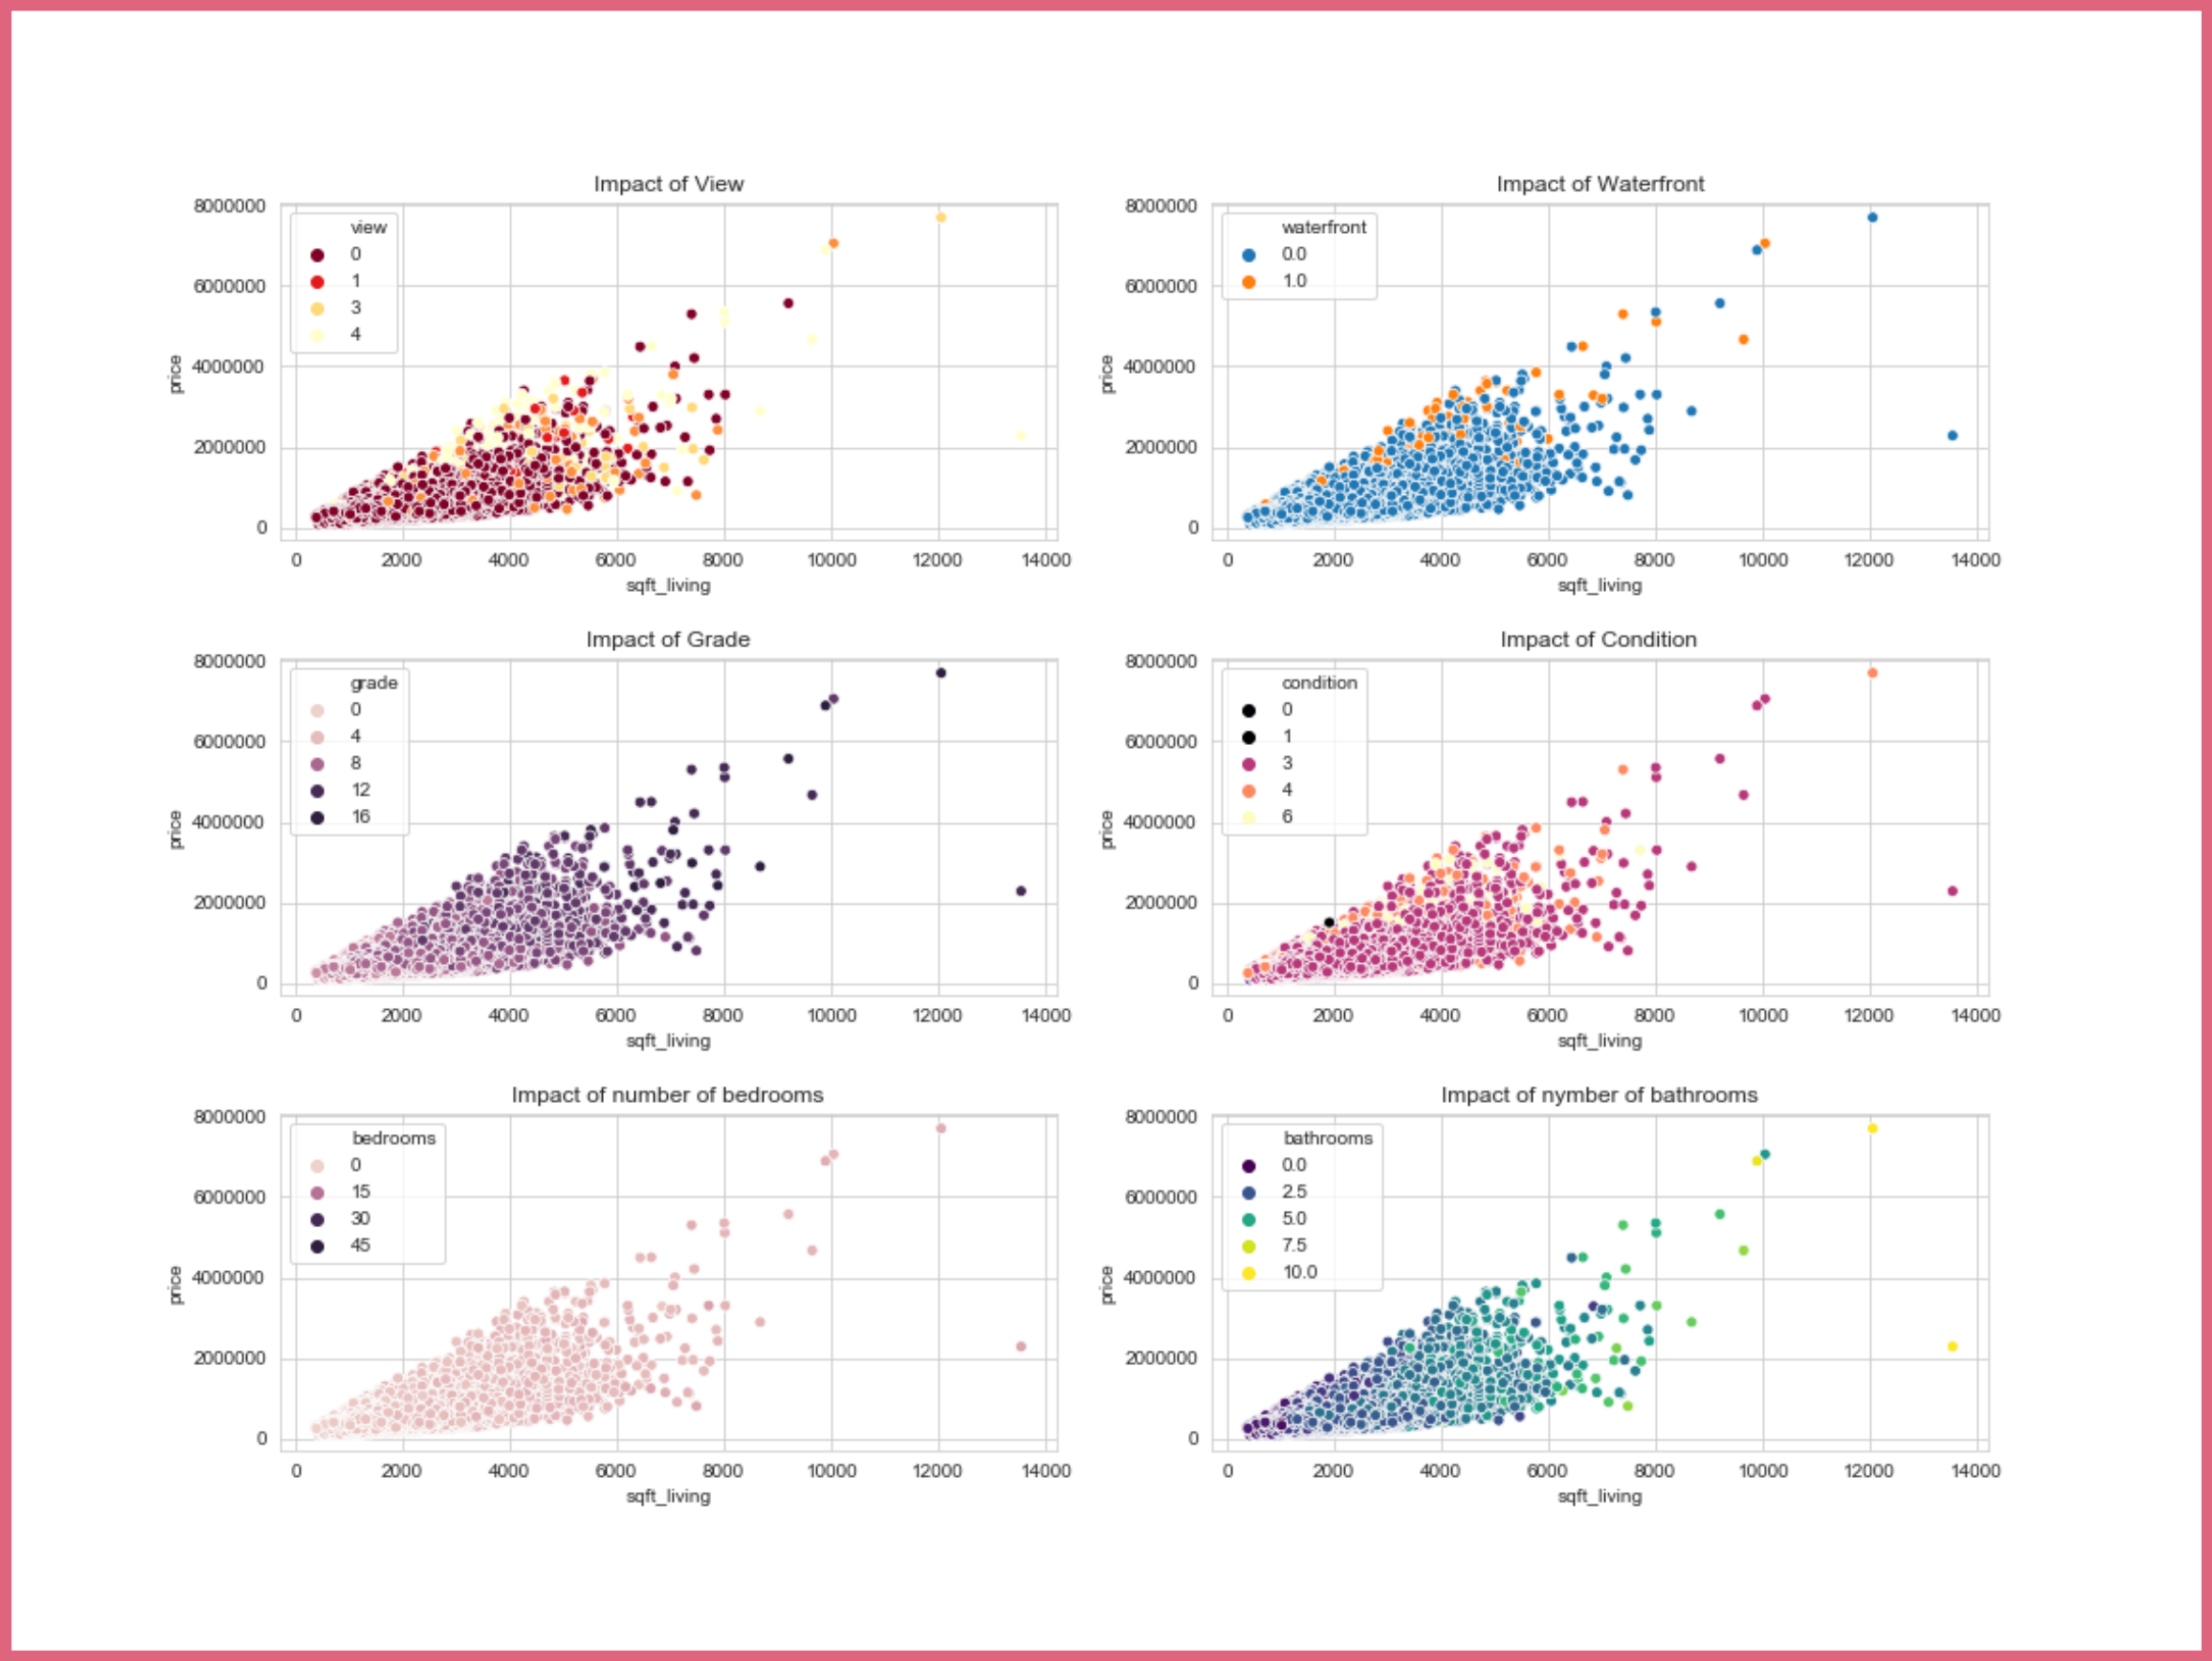 Impact of View
8000000
6000000
4000000
2000000
0
price
view
0
1
3
4
0 2000 4000 6000 8000 10000 12000 14000
sqft_living
Impact of Waterfront
8000000
6000000
4000000
2000000
0
price
waterfront
0.0
1.0
0 2000 4000 6000 8000 10000 12000 14000
sqft_living
Impact of Grade
8000000
6000000
4000000
2000000
0
price
grade
0
4
8
12
16
0 2000 4000 6000 8000 10000 12000 14000
sqft_living
Impact of Condition
8000000
6000000
4000000
2000000
0
price
condition
0
1
3
4
6
0 2000 4000 6000 8000 10000 12000 14000
sqft_living
Impact of number of bedrooms
8000000
6000000
4000000
2000000
0
price
bedrooms
0
15
30
45
0 2000 4000 6000 8000 10000 12000 14000
sqft_living
Impact of nymber of bathrooms
8000000
6000000
4000000
2000000
0
price
bathrooms
0.0
2.5
5.0
7.5
10.0
0 2000 4000 6000 8000 10000 12000 14000
sqft_living